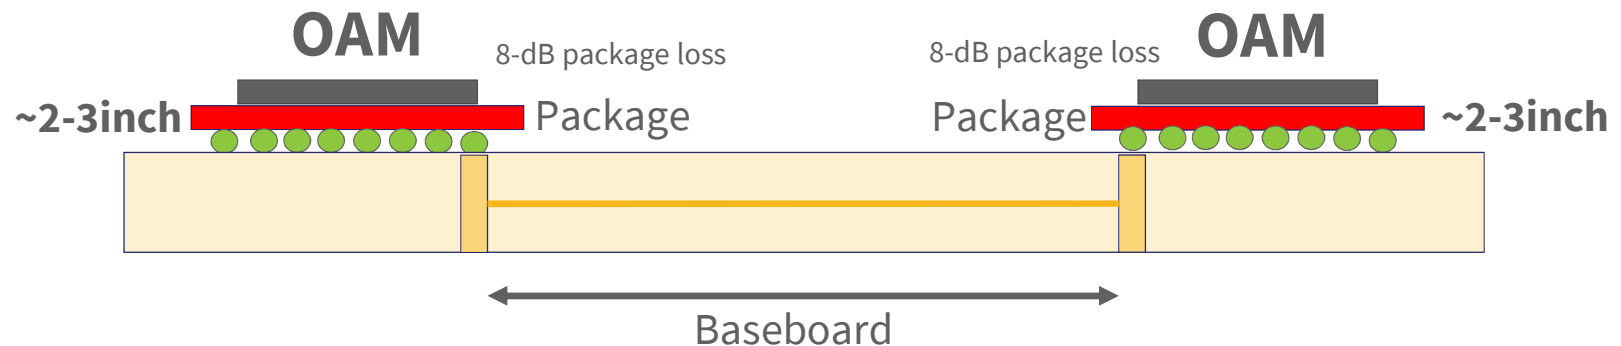 OAM
8-dB package loss
8-dB package loss
OAM
~2-3inch
Package
Package
~2-3inch
Baseboard